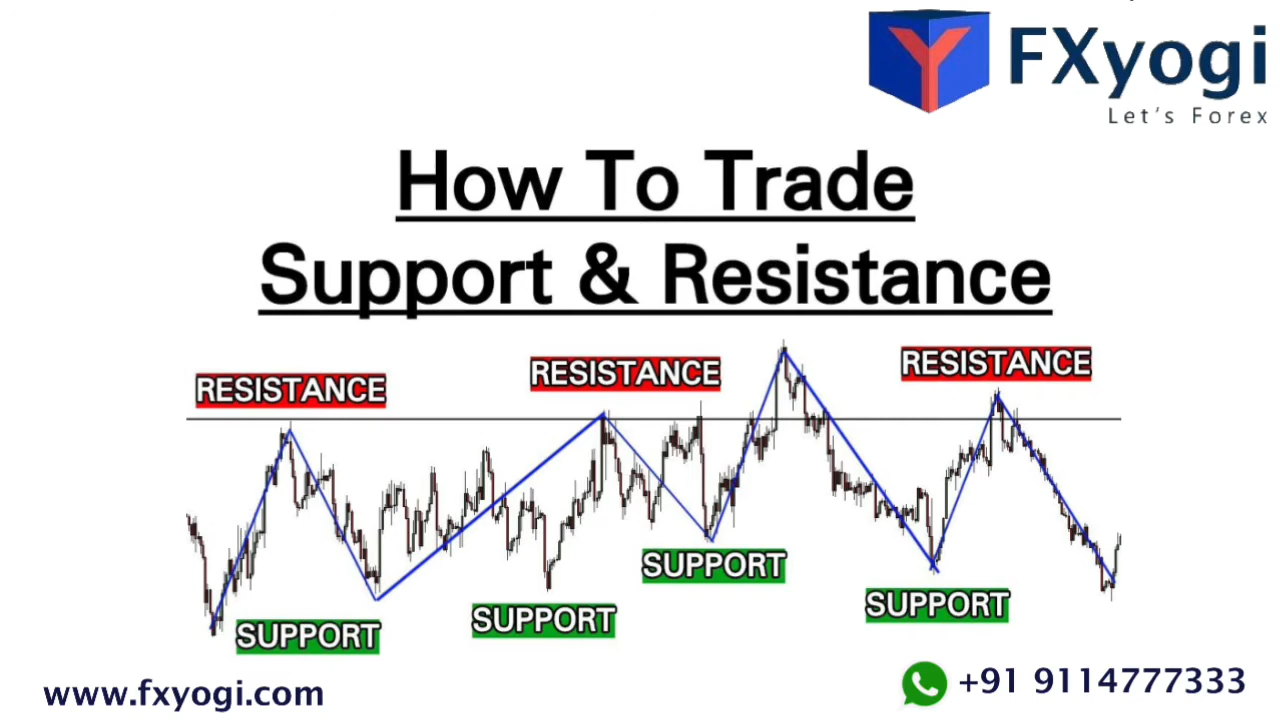 FXyogi
Let's Forex
How To Trade
Support & Resistance
RESISTANCE
RESISTANCE
RESISTANCE
SUPPORT
SUPPORT
SUPPORT
SUPPORT
www.fxyogi.com
+91 9114777333